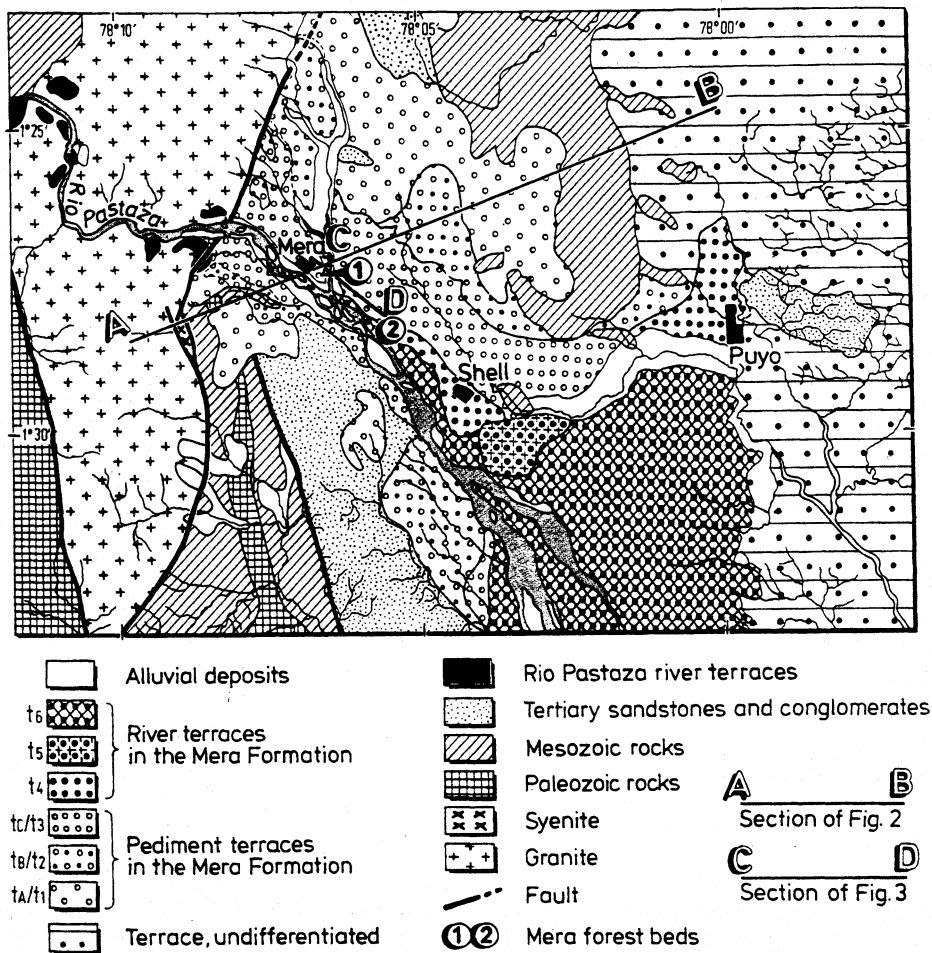 78°10' 78°05' 78°00'
B
1°25'
Rio Pastaza
Mera C
1
D
A
2
Puyo
Shell
1°30'
Alluvial deposits
t6
t5
t4
River terraces
in the Mera Formation
tC/t3
tB/t2
tA/t1
Pediment terraces
in the Mera Formation
Terrace, undifferentiated
Rio Pastaza river terraces
Tertiary sandstones and conglomerates
Mesozoic rocks
Paleozoic rocks
Syenite
Granite
Fault
1 2 Mera forest beds
A B
Section of Fig. 2
C D
Section of Fig. 3